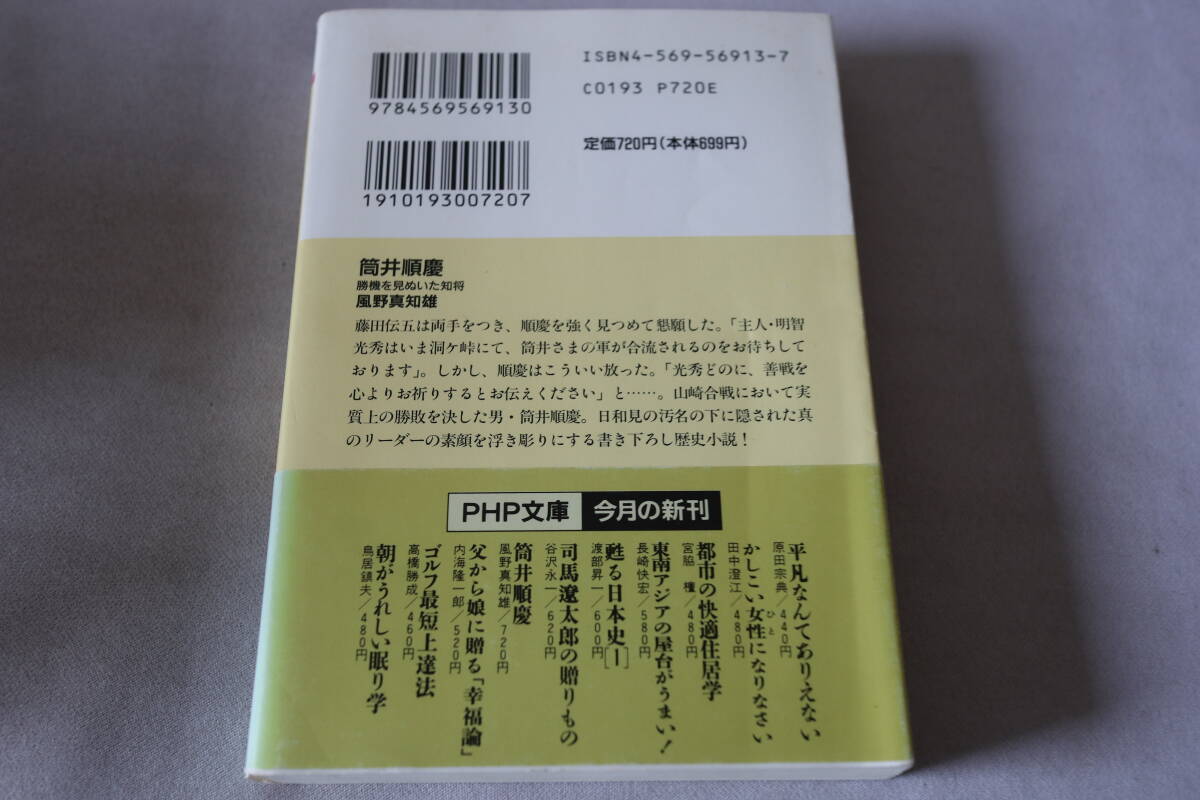 9784569569130
ISBN4-569-56913-7
C0193 P720E
1910193007207
定価720円(本体699円)
筒井順慶
勝機を見ぬいた知将
風野真知雄
藤田伝五は両手をつき、順慶を強く見つめて懇願した。「主人・明智
光秀はいま洞ケ峠にて、筒井さまの軍が合流されるのをお待ちして
おります」。しかし、順慶はこういい放った。「光秀どのに、善戦を
心よりお祈りするとお伝えください」と……。山崎合戦において実
質上の勝敗を決した男・筒井順慶。日和見の汚名の下に隠された真
のリーダーの素顔を浮き彫りにする書き下ろし歴史小説!
PHP文庫 今月の新刊
平凡なんてありえない
原田宗典/440円
かしこい女性になりなさい
ひと
田中澄江/480円
都市の快適住居学
宮脇 檀/480円
東南アジアの屋台がうまい!
長崎快宏/580円
甦る日本史[1]
渡部昇一/600円
司馬遼太郎の贈りもの
谷沢永一/620円
筒井順慶
風野真知雄/720円
父から娘に贈る「幸福論」
内海隆一郎/520円
ゴルフ最短上達法
高橋勝成/460円
朝がうれしい眠り学
鳥居鎮夫/480円